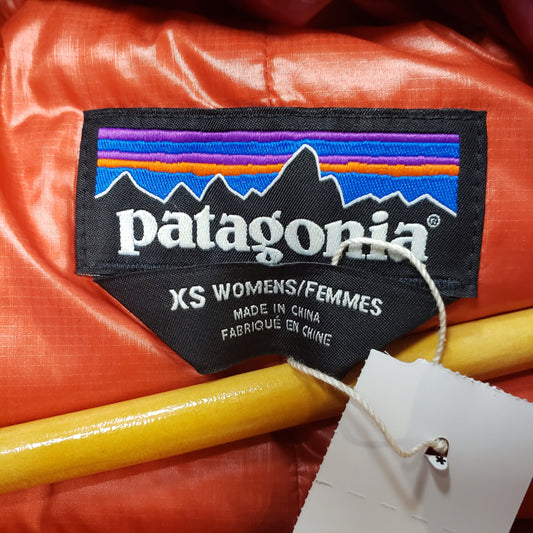 patagonia®
XS WOMENS/FEMMES
MADE IN CHINA
FABRIQUÉ EN CHINE